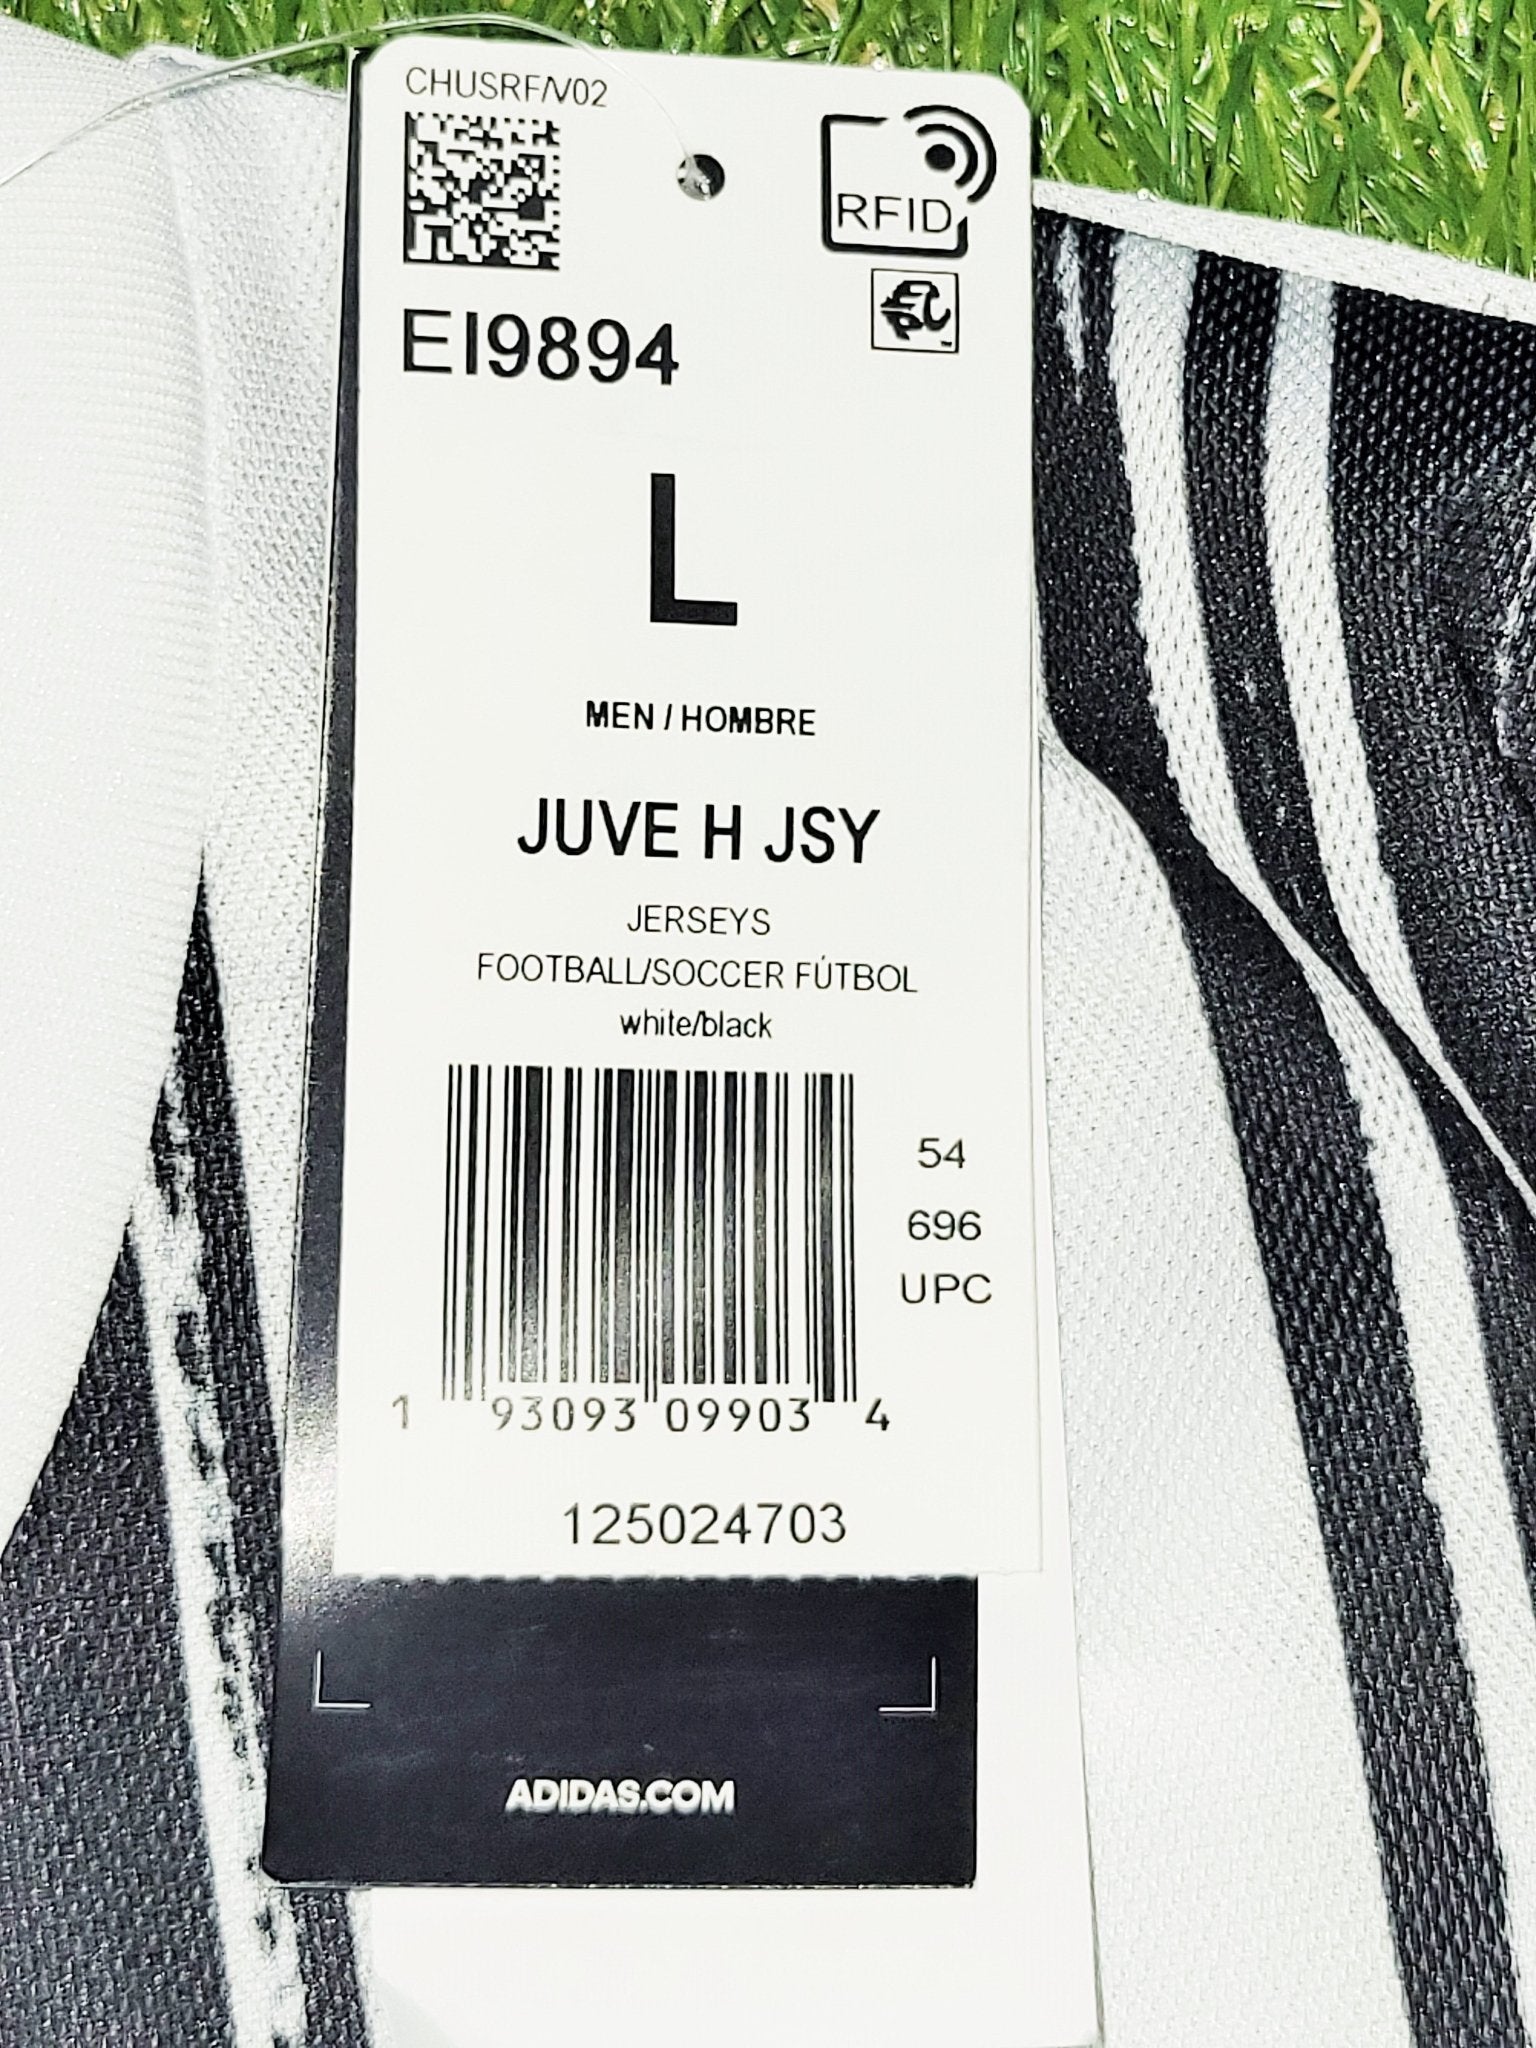 CHUSRF/V02
RFID
EI9894
L
MEN / HOMBRE
JUVE H JSY
JERSEYS
FOOTBALL/SOCCER FÚTBOL
white/black
54
696
UPC
1 93093 09903 4
125024703
ADIDAS.COM